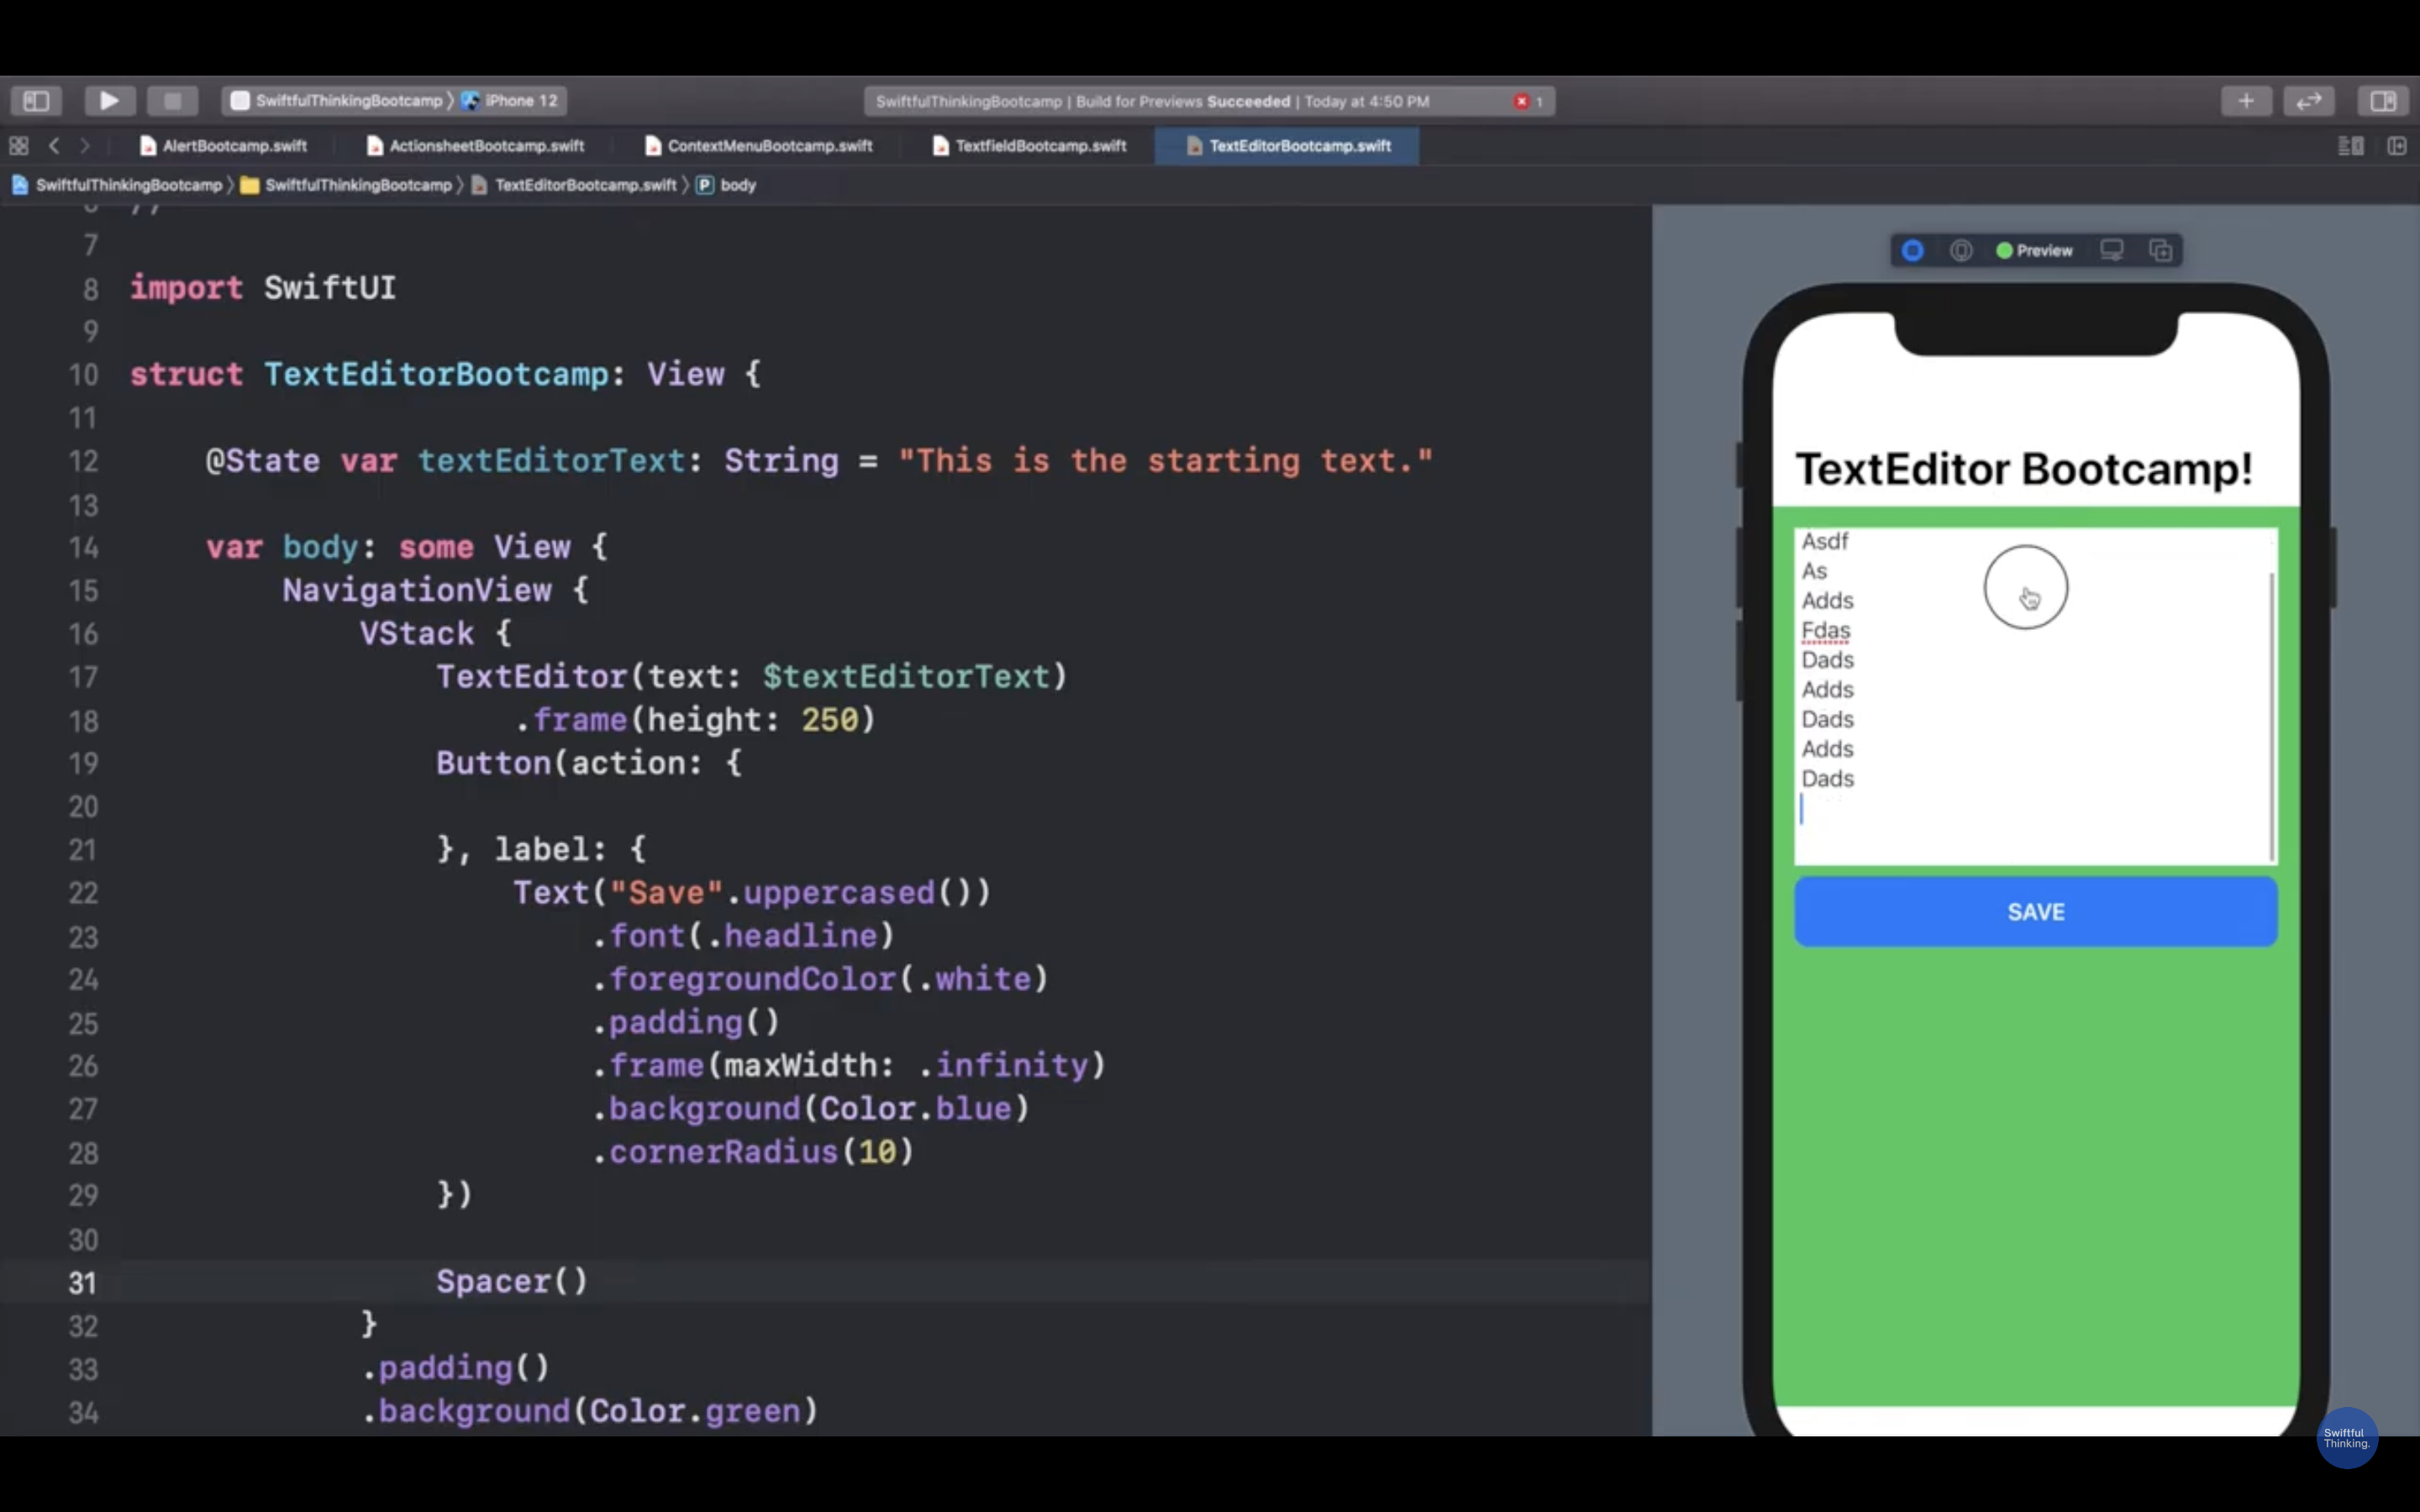 SwiftfulThinkingBootcamp 〉 iPhone 12
SwiftfulThinkingBootcamp | Build for Previews Succeeded | Today at 4:50 PM
1
AlertBootcamp.swift
ActionsheetBootcamp.swift
ContextMenuBootcamp.swift
TextfieldBootcamp.swift
TextEditorBootcamp.swift
SwiftfulThinkingBootcamp 〉 SwiftfulThinkingBootcamp 〉 TextEditorBootcamp.swift 〉 P body
6 //
7
8 import SwiftUI
9
10 struct TextEditorBootcamp: View {
11
12 @State var textEditorText: String = "This is the starting text."
13
14 var body: some View {
15 NavigationView {
16 VStack {
17 TextEditor(text: $textEditorText)
18 .frame(height: 250)
19 Button(action: {
20
21 }, label: {
22 Text("Save".uppercased())
23 .font(.headline)
24 .foregroundColor(.white)
25 .padding()
26 .frame(maxWidth: .infinity)
27 .background(Color.blue)
28 .cornerRadius(10)
29 })
30
31 Spacer()
32 }
33 .padding()
34 .background(Color.green)
Preview
TextEditor Bootcamp!
Asdf
As
Adds
Fdas
Dads
Adds
Dads
Adds
Dads
SAVE
Swiftful
Thinking.